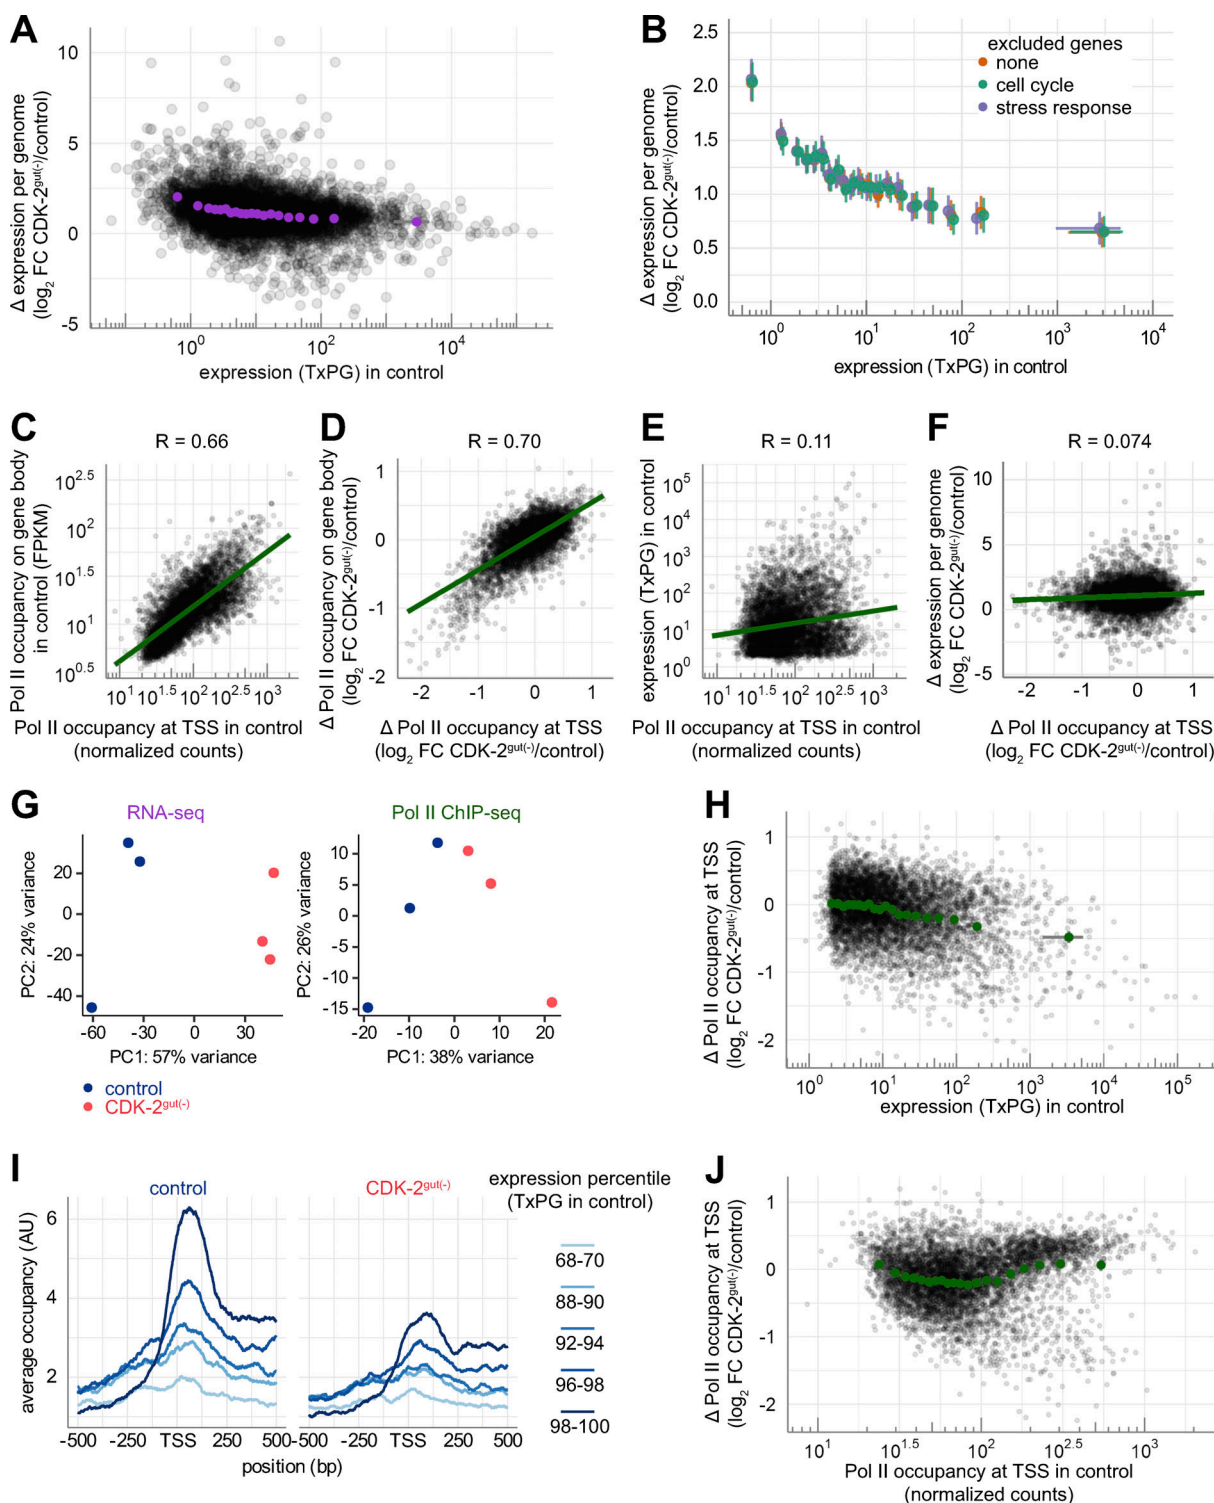 A
Δ expression per genome
(log2 FC CDK-2gut(-)/control)
10
5
0
-5
10^0
10^2
10^4
expression (TxPG) in control
B
Δ expression per genome
(log2 FC CDK-2gut(-)/control)
2.5
2.0
1.5
1.0
0.5
0.0
excluded genes
none
cell cycle
stress response
10^0
10^1
10^2
10^3
10^4
expression (TxPG) in control
C
R = 0.66
Pol II occupancy on gene body
in control (FPKM)
10^2.5
10^2
10^1.5
10^1
10^0.5
10^1
10^1.5
10^2
10^2.5
10^3
Pol II occupancy at TSS in control
(normalized counts)
D
R = 0.70
Δ Pol II occupancy on gene body
(log2 FC CDK-2gut(-)/control)
1
0
-1
-2
-2
-1
0
1
Δ Pol II occupancy at TSS
(log2 FC CDK-2gut(-)/control)
E
R = 0.11
expression (TxPG) in control
10^5
10^4
10^3
10^2
10^1
10^0
10^1
10^1.5
10^2
10^2.5
10^3
Pol II occupancy at TSS in control
(normalized counts)
F
R = 0.074
Δ expression per genome
(log2 FC CDK-2gut(-)/control)
10
5
0
-5
-2
-1
0
1
Δ Pol II occupancy at TSS
(log2 FC CDK-2gut(-)/control)
G
RNA-seq
PC2: 24% variance
20
0
-20
-40
-60
-30
0
30
PC1: 57% variance
control
CDK-2gut(-)
Pol II ChIP-seq
PC2: 26% variance
10
5
0
-5
-10
-15
-20
-10
0
10
20
PC1: 38% variance
H
Δ Pol II occupancy at TSS
(log2 FC CDK-2gut(-)/control)
1
0
-1
-2
10^0
10^1
10^2
10^3
10^4
10^5
expression (TxPG) in control
I
control
CDK-2gut(-)
average occupancy (AU)
6
4
2
-500
-250
TSS
250
500
-500
-250
TSS
250
500
position (bp)
expression percentile
(TxPG in control)
68-70
88-90
92-94
96-98
98-100
J
Δ Pol II occupancy at TSS
(log2 FC CDK-2gut(-)/control)
1
0
-1
-2
10^1
10^1.5
10^2
10^2.5
10^3
Pol II occupancy at TSS in control
(normalized counts)